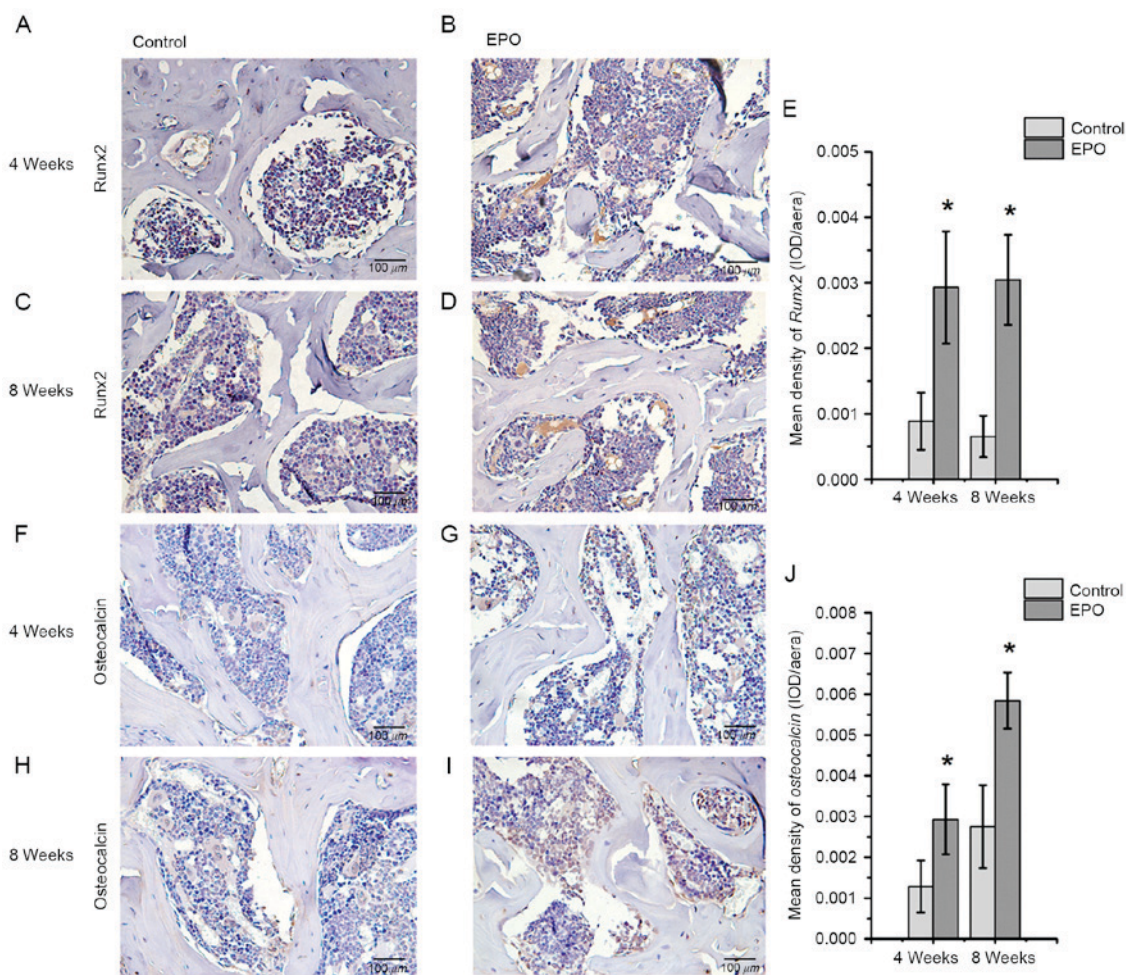 A
Control
B
EPO
4 Weeks
Runx2
100 μm
100 μm
C
D
8 Weeks
Runx2
100 μm
100 μm
E
Control
EPO
0.005
0.004
0.003
0.002
0.001
0.000
Mean density of Runx2 (IOD/aera)
*
*
4 Weeks
8 Weeks
F
G
4 Weeks
Osteocalcin
100 μm
100 μm
H
I
8 Weeks
Osteocalcin
100 μm
100 μm
J
Control
EPO
0.008
0.007
0.006
0.005
0.004
0.003
0.002
0.001
0.000
Mean density of osteocalcin (IOD/aera)
*
*
4 Weeks
8 Weeks